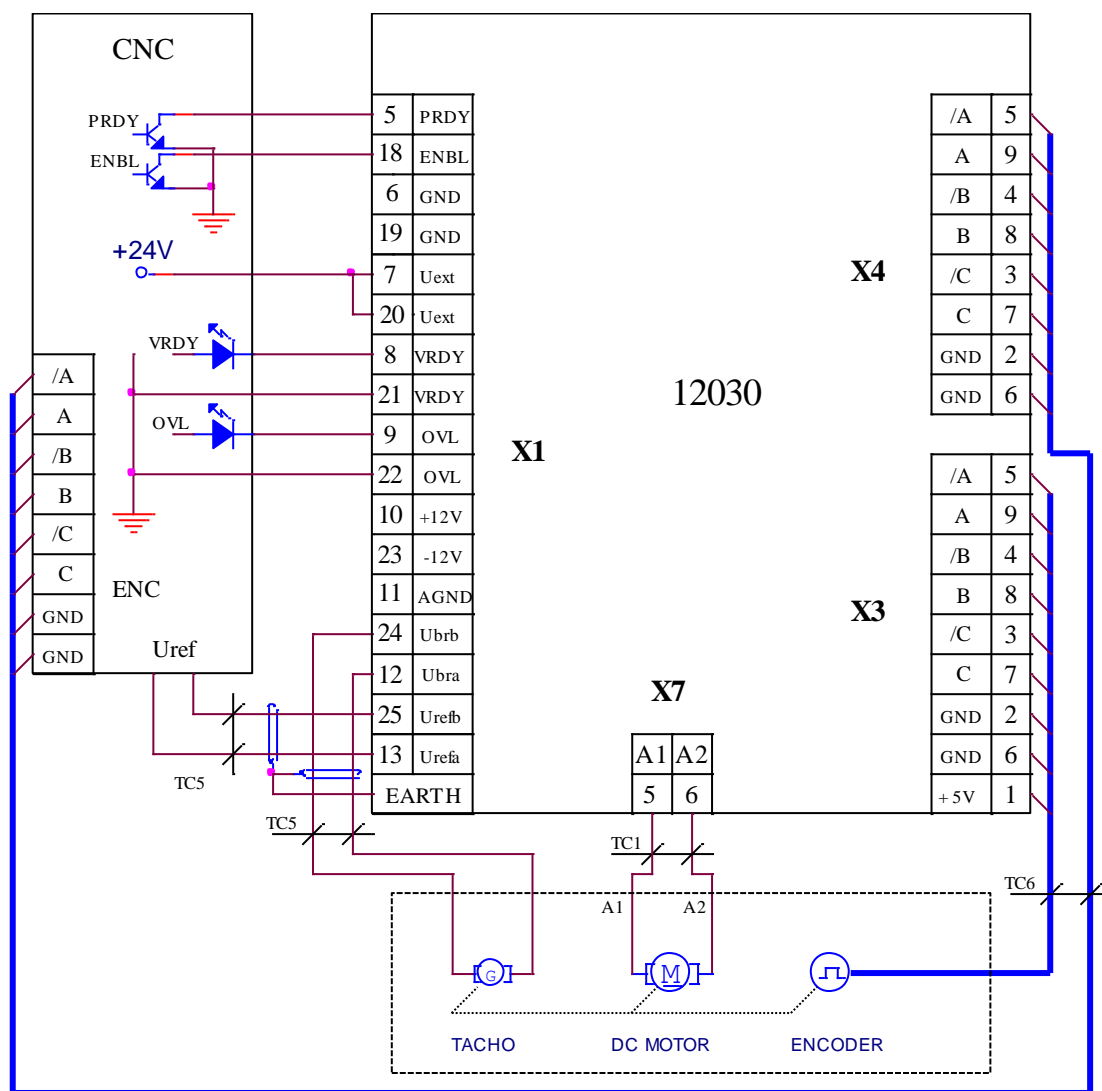 CNC
PRDY
ENBL
+24V
VRDY
OVL
/A
A
/B
B
/C
C
GND
GND
ENC
Uref
TC5
TC5
5 PRDY
18 ENBL
6 GND
19 GND
7 Uext
20 Uext
8 VRDY
21 VRDY
9 OVL
22 OVL
10 +12V
23 -12V
11 AGND
24 Ubrb
12 Ubra
25 Urefb
13 Urefa
EARTH
X1
12030
X4
/A 5
A 9
/B 4
B 8
/C 3
C 7
GND 2
GND 6
X3
/A 5
A 9
/B 4
B 8
/C 3
C 7
GND 2
GND 6
+5V 1
X7
A1 A2
5 6
TC1
TC6
A1 A2
G
M
TACHO
DC MOTOR
ENCODER